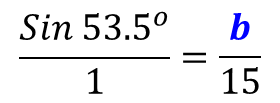 Sin 53.5° / 1 = b / 15